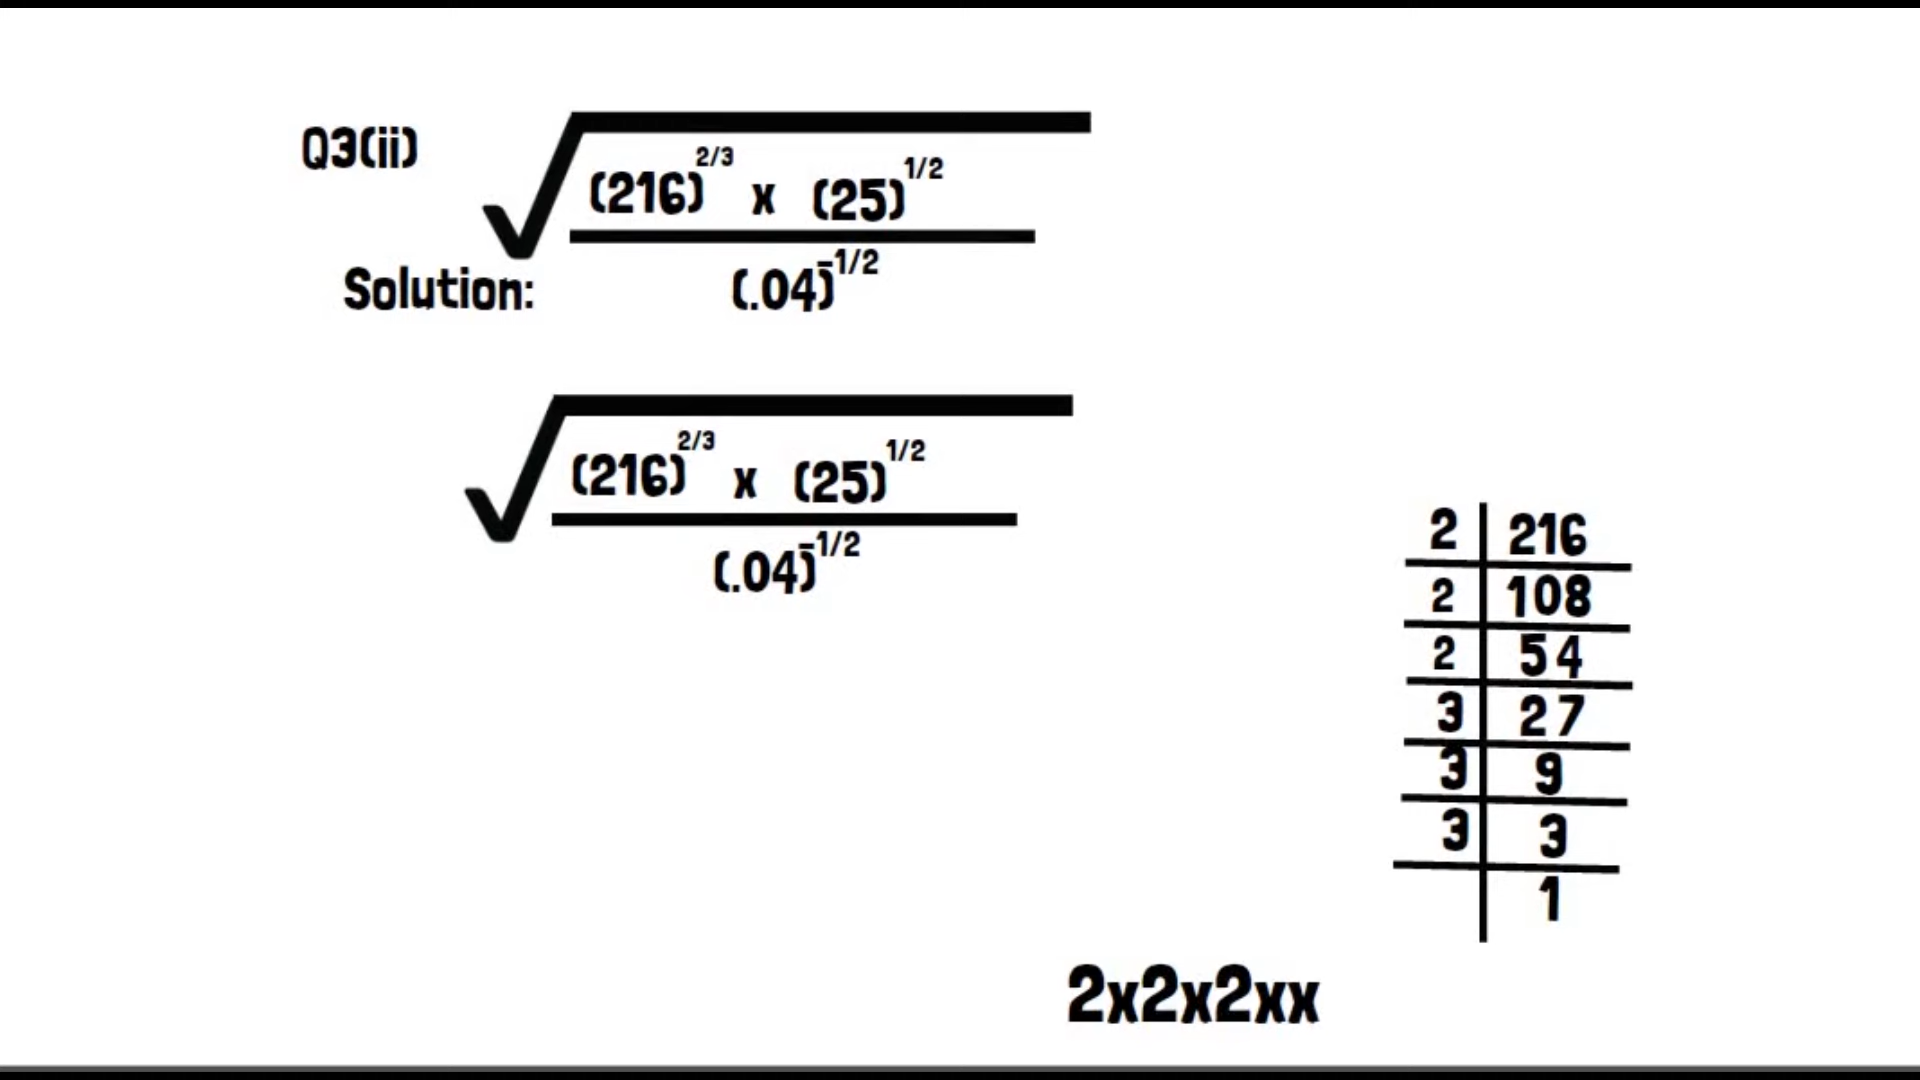 Q3(ii) √ (216)^2/3 x (25)^1/2
Solution: (.04)^-1/2
√ (216)^2/3 x (25)^1/2
(.04)^-1/2
2 216
2 108
2 54
3 27
3 9
3 3
1
2x2x2xx